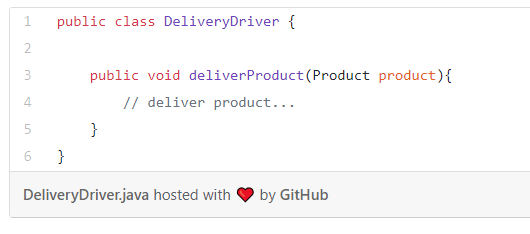 1 public class DeliveryDriver {
2
3 public void deliverProduct(Product product){
4 // deliver product...
5 }
6 }
DeliveryDriver.java hosted with ❤ by GitHub